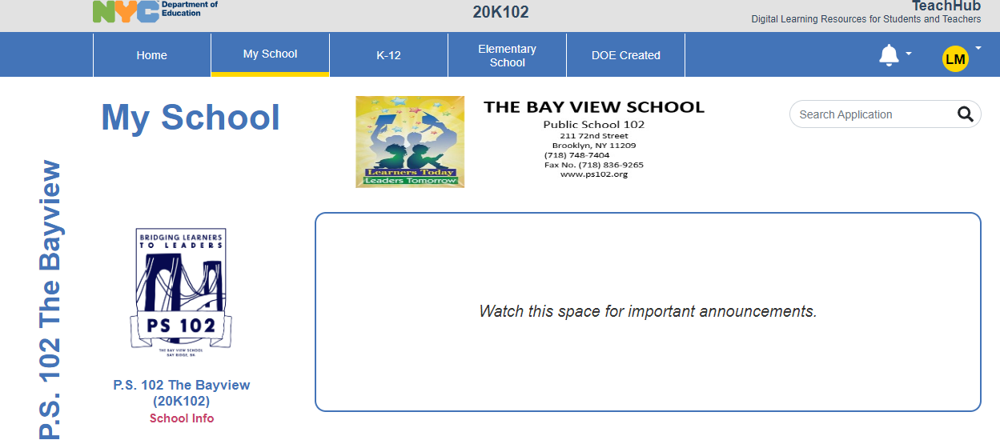 NYC
Department of
Education
20K102
TeachHub
Digital Learning Resources for Students and Teachers
Home
My School
K-12
Elementary
School
DOE Created
LM
My School
Learners Today
Leaders Tomorrow
THE BAY VIEW SCHOOL
Public School 102
211 72nd Street
Brooklyn, NY 11209
(718) 748-7404
Fax No. (718) 836-9265
www.ps102.org
Search Application
P.S. 102 The Bayview
BRIDGING LEARNERS
TO LEADERS
PS 102
THE BAY VIEW SCHOOL
BAY RIDGE, BK
P.S. 102 The Bayview
(20K102)
School Info
Watch this space for important announcements.